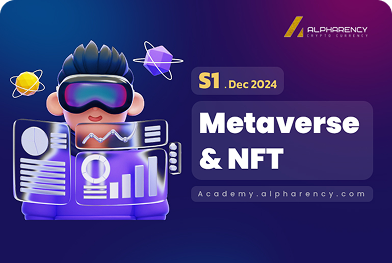 ALPHARENCY
CRYPTO CURRENCY
S1 . Dec 2024
Metaverse
& NFT
Academy.alpharency.com